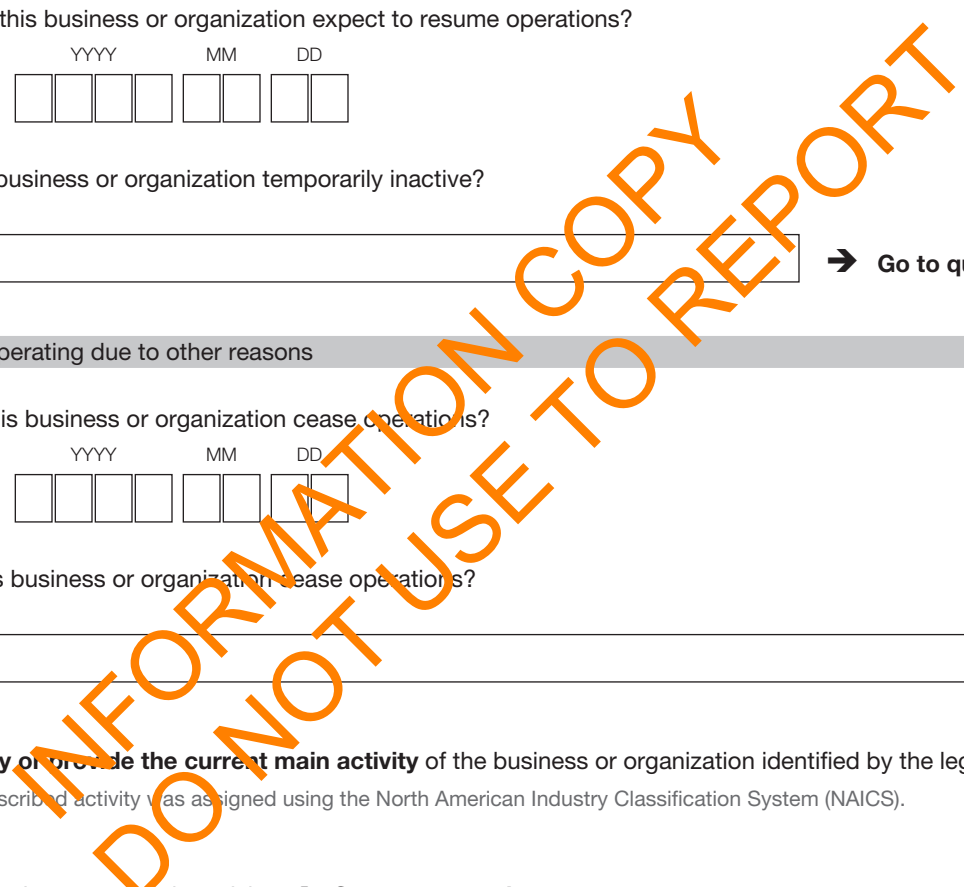 this business or organization expect to resume operations?
YYYY MM DD
business or organization temporarily inactive?
➔ Go to
perating due to other reasons
is business or organization cease operations?
YYYY MM DD
s business or organization cease operations?
y or provide the current main activity of the business or organization identified by the leg
scribed activity was assigned using the North American Industry Classification System (NAICS).
INFORMATION COPY
DO NOT USE TO REPORT